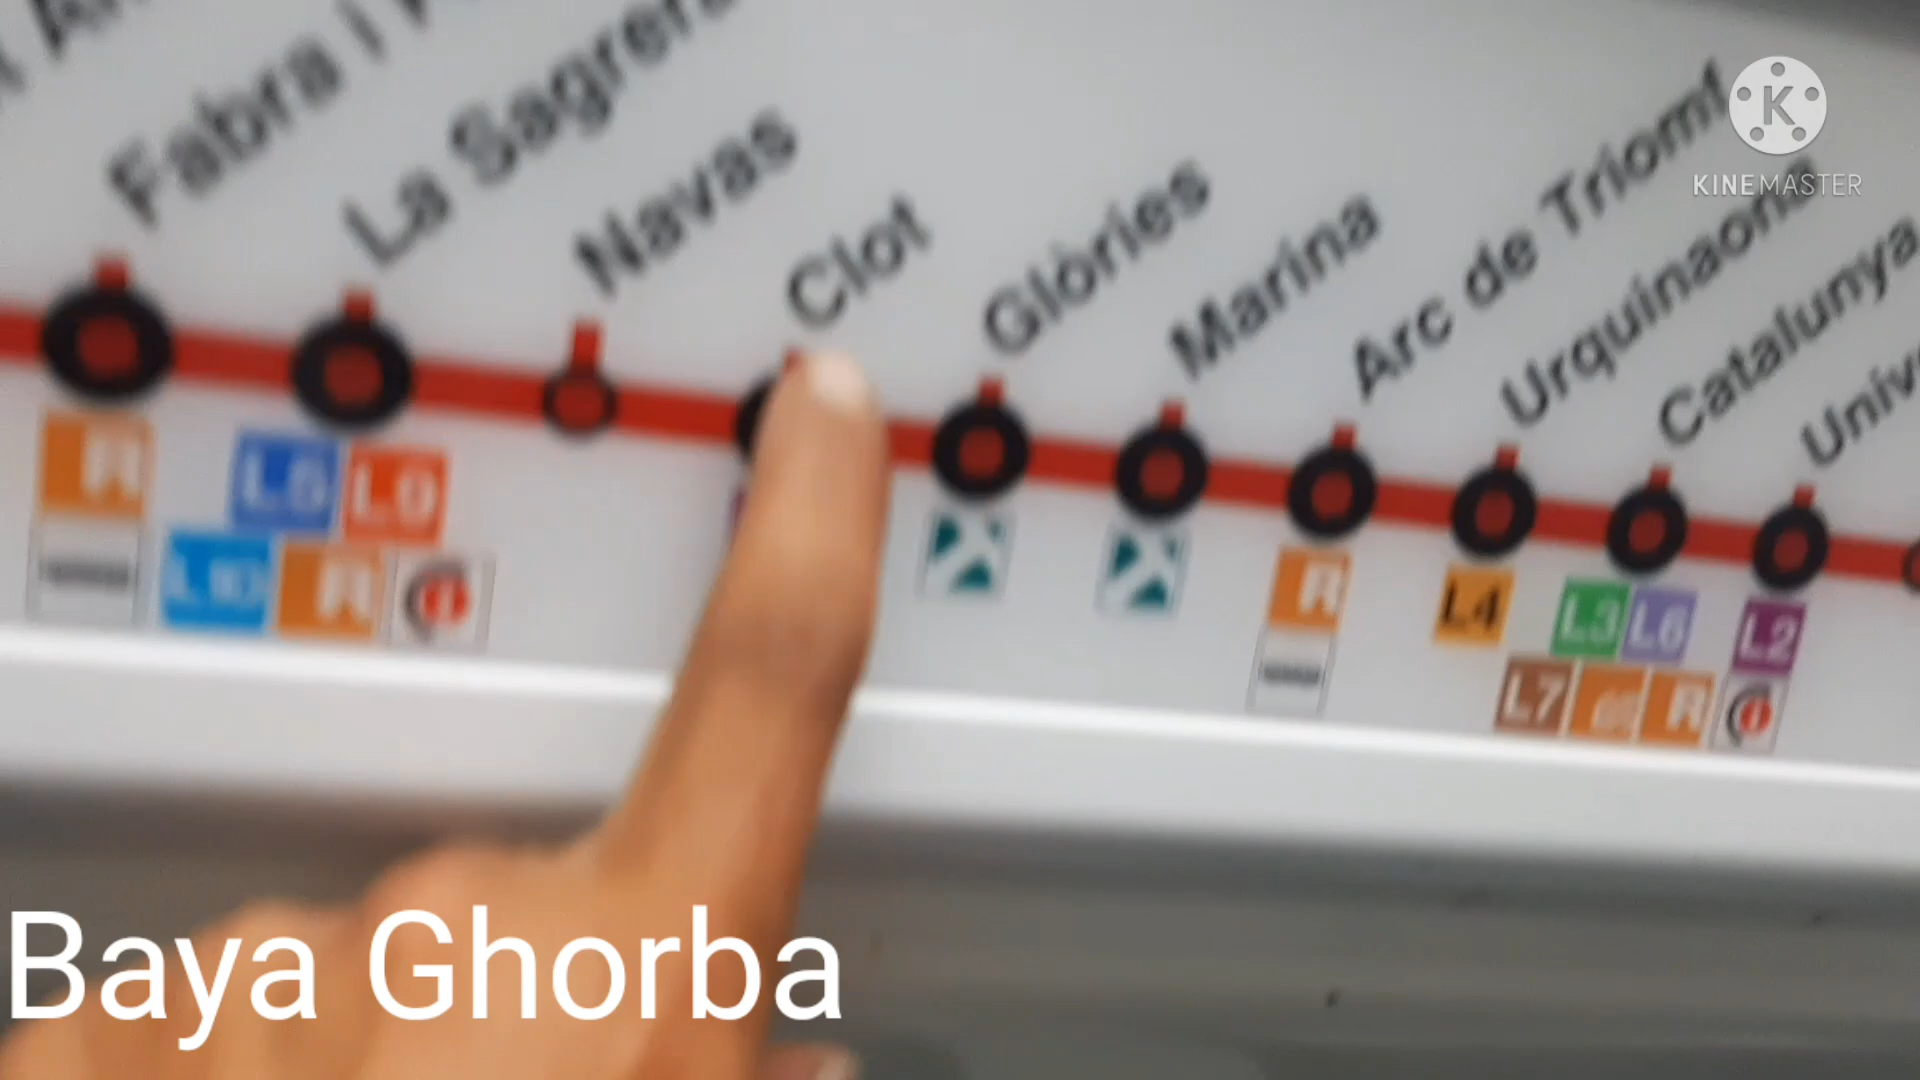 Fabra i
La Sagrera
Navas
Clot
Glòries
Marina
Arc de Triomf
Urquinaona
Catalunya
R
L5 L9
L10 R
R
L4
L3 L6
L7 R
L2
K
KINEMASTER
Baya Ghorba